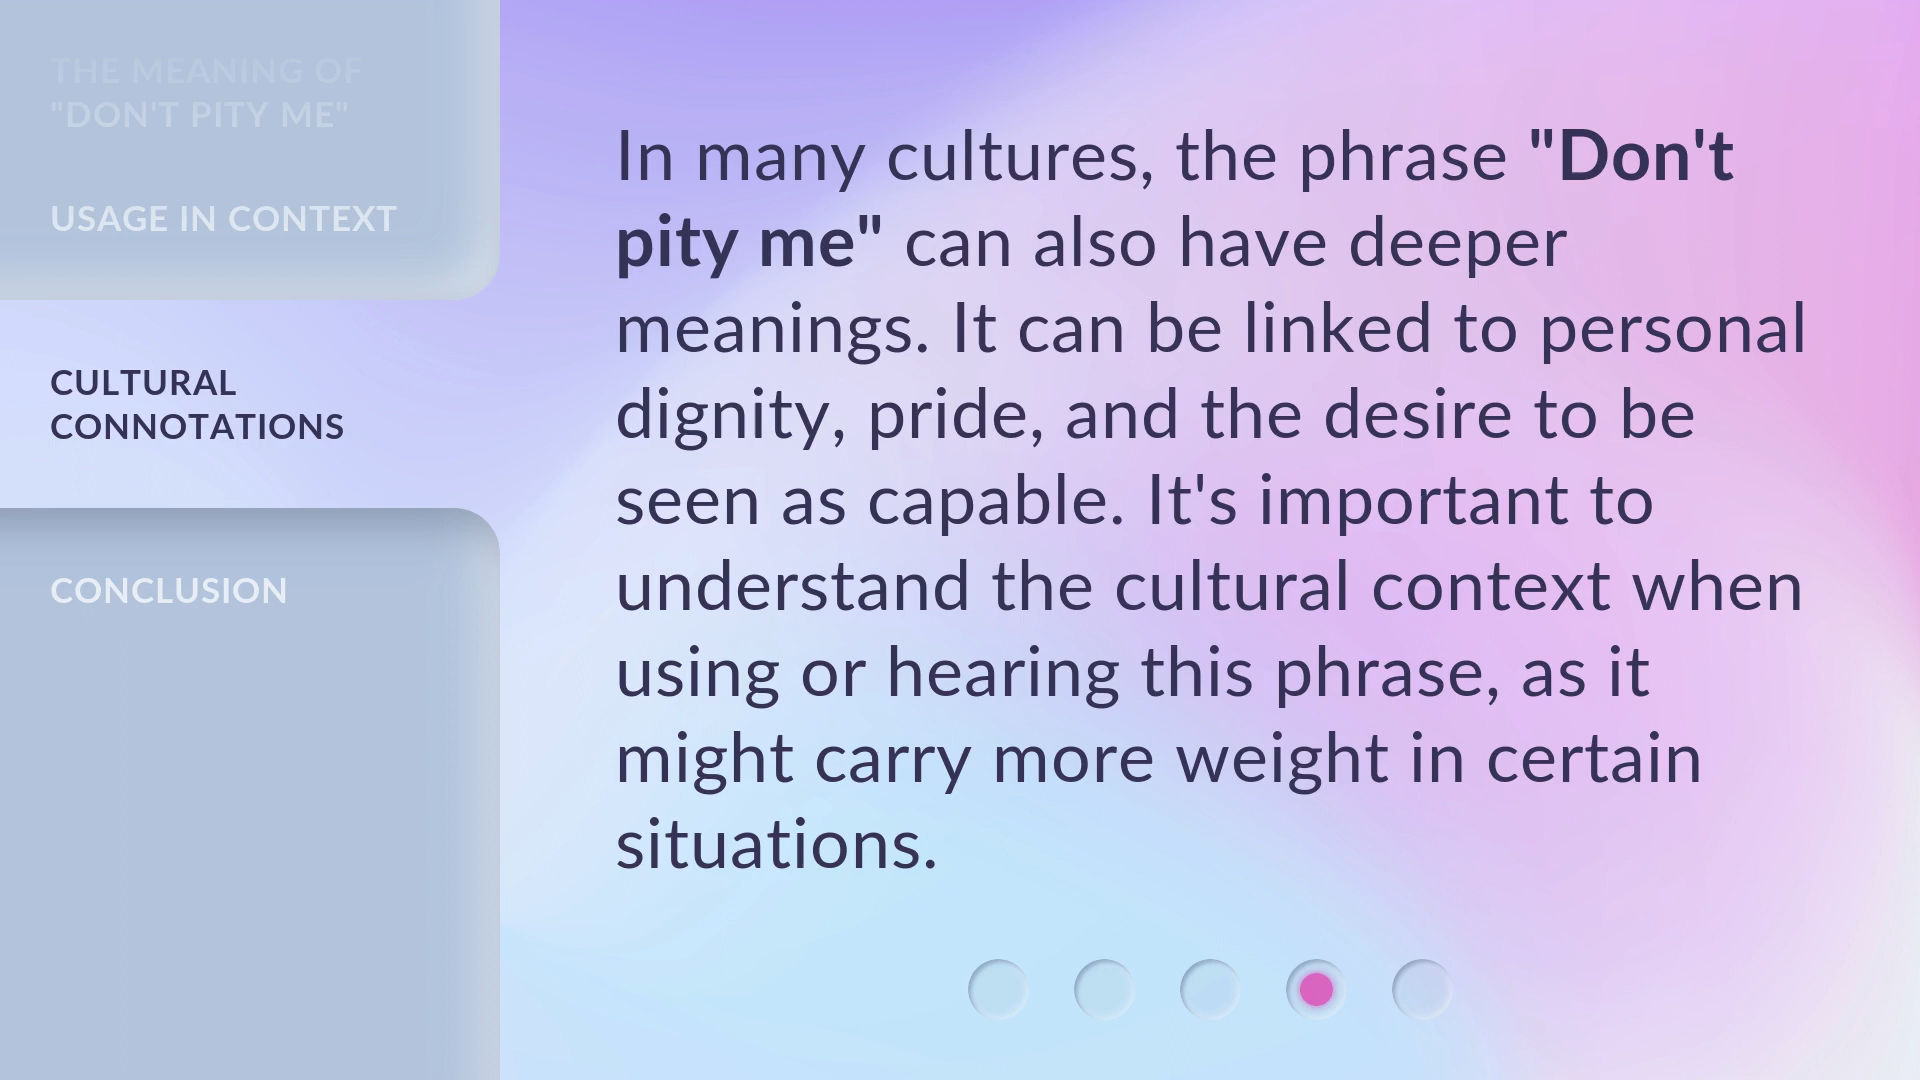 THE MEANING OF
"DON'T PITY ME"
USAGE IN CONTEXT
CULTURAL
CONNOTATIONS
CONCLUSION
In many cultures, the phrase "Don't
pity me" can also have deeper
meanings. It can be linked to personal
dignity, pride, and the desire to be
seen as capable. It's important to
understand the cultural context when
using or hearing this phrase, as it
might carry more weight in certain
situations.